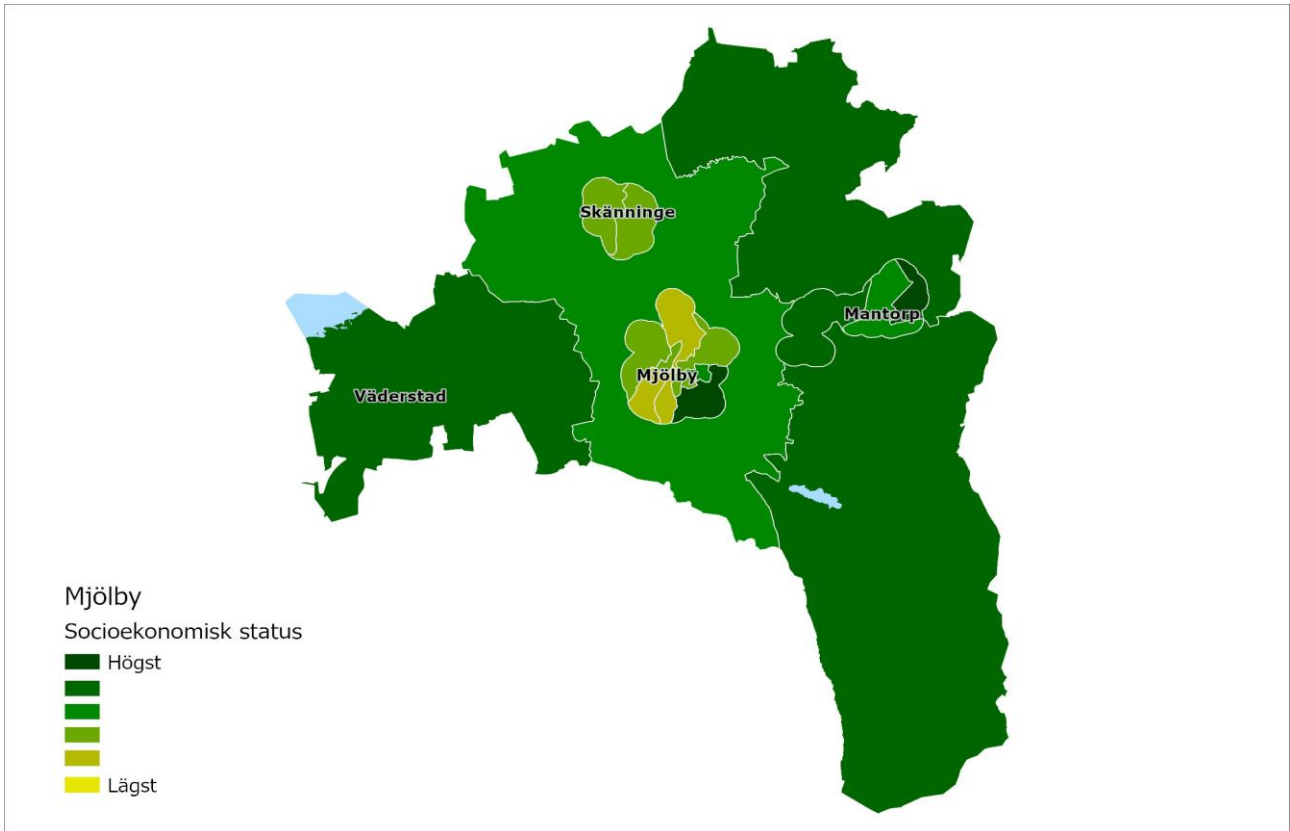 Skänninge
Mantorp
Mjölby
Väderstad
Mjölby
Socioekonomisk status
Högst
Lägst